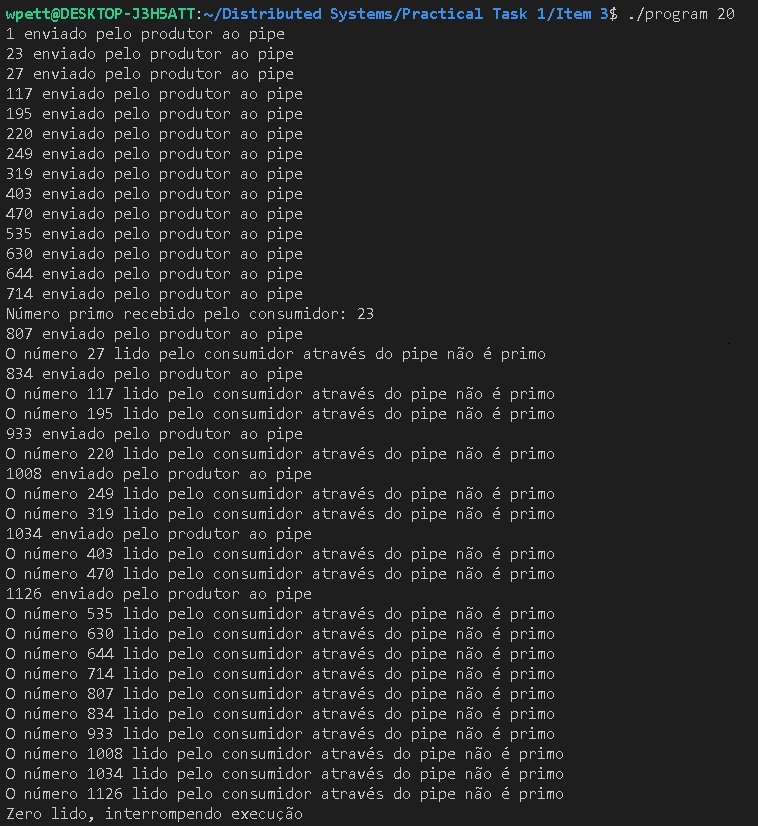 wpett@DESKTOP-J3H5ATT:~/Distributed Systems/Practical Task 1/Item 3$ ./program 20
1 enviado pelo produtor ao pipe
23 enviado pelo produtor ao pipe
27 enviado pelo produtor ao pipe
117 enviado pelo produtor ao pipe
195 enviado pelo produtor ao pipe
220 enviado pelo produtor ao pipe
249 enviado pelo produtor ao pipe
319 enviado pelo produtor ao pipe
403 enviado pelo produtor ao pipe
470 enviado pelo produtor ao pipe
535 enviado pelo produtor ao pipe
630 enviado pelo produtor ao pipe
644 enviado pelo produtor ao pipe
714 enviado pelo produtor ao pipe
Número primo recebido pelo consumidor: 23
807 enviado pelo produtor ao pipe
O número 27 lido pelo consumidor através do pipe não é primo
834 enviado pelo produtor ao pipe
O número 117 lido pelo consumidor através do pipe não é primo
O número 195 lido pelo consumidor através do pipe não é primo
933 enviado pelo produtor ao pipe
O número 220 lido pelo consumidor através do pipe não é primo
1008 enviado pelo produtor ao pipe
O número 249 lido pelo consumidor através do pipe não é primo
O número 319 lido pelo consumidor através do pipe não é primo
1034 enviado pelo produtor ao pipe
O número 403 lido pelo consumidor através do pipe não é primo
O número 470 lido pelo consumidor através do pipe não é primo
1126 enviado pelo produtor ao pipe
O número 535 lido pelo consumidor através do pipe não é primo
O número 630 lido pelo consumidor através do pipe não é primo
O número 644 lido pelo consumidor através do pipe não é primo
O número 714 lido pelo consumidor através do pipe não é primo
O número 807 lido pelo consumidor através do pipe não é primo
O número 834 lido pelo consumidor através do pipe não é primo
O número 933 lido pelo consumidor através do pipe não é primo
O número 1008 lido pelo consumidor através do pipe não é primo
O número 1034 lido pelo consumidor através do pipe não é primo
O número 1126 lido pelo consumidor através do pipe não é primo
Zero lido, interrompendo execução